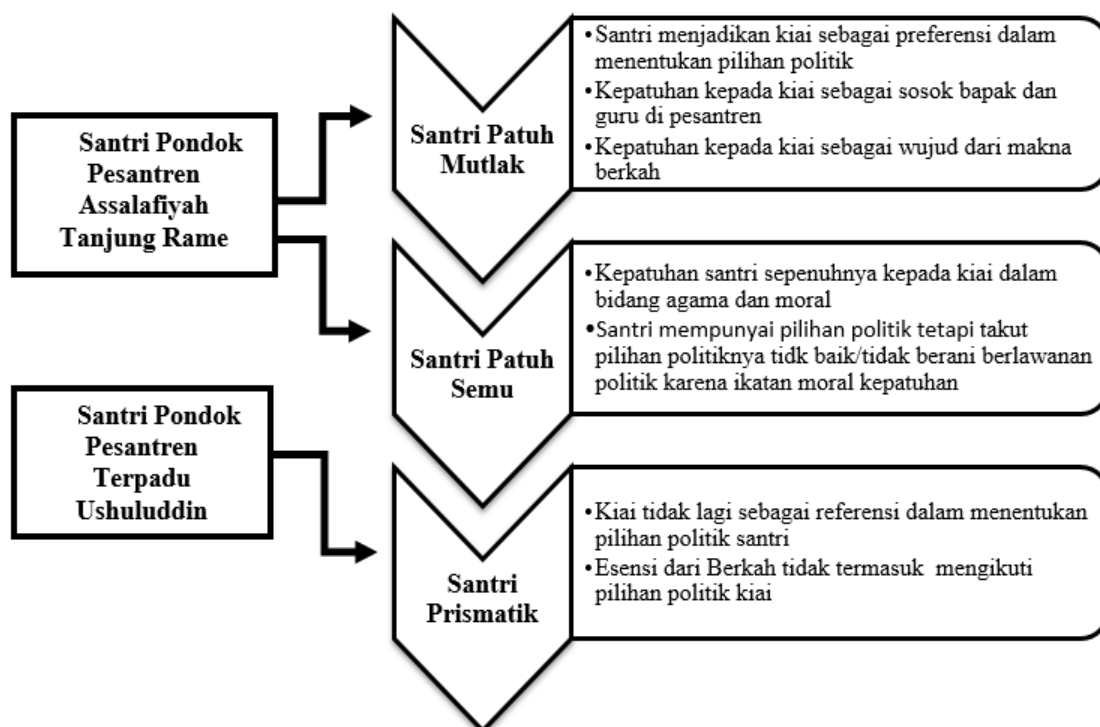 Santri Pondok
Pesantren
Assalafiyah
Tanjung Rame
Santri Patuh
Mutlak
•Santri menjadikan kiai sebagai preferensi dalam
menentukan pilihan politik
•Kepatuhan kepada kiai sebagai sosok bapak dan
guru di pesantren
•Kepatuhan kepada kiai sebagai wujud dari makna
berkah
Santri Patuh
Semu
•Kepatuhan santri sepenuhnya kepada kiai dalam
bidang agama dan moral
•Santri mempunyai pilihan politik tetapi takut
pilihan politiknya tidk baik/tidak berani berlawanan
politik karena ikatan moral kepatuhan
Santri Pondok
Pesantren
Terpadu
Ushuluddin
Santri
Prismatik
•Kiai tidak lagi sebagai referensi dalam menentukan
pilihan politik santri
•Esensi dari Berkah tidak termasuk mengikuti
pilihan politik kiai